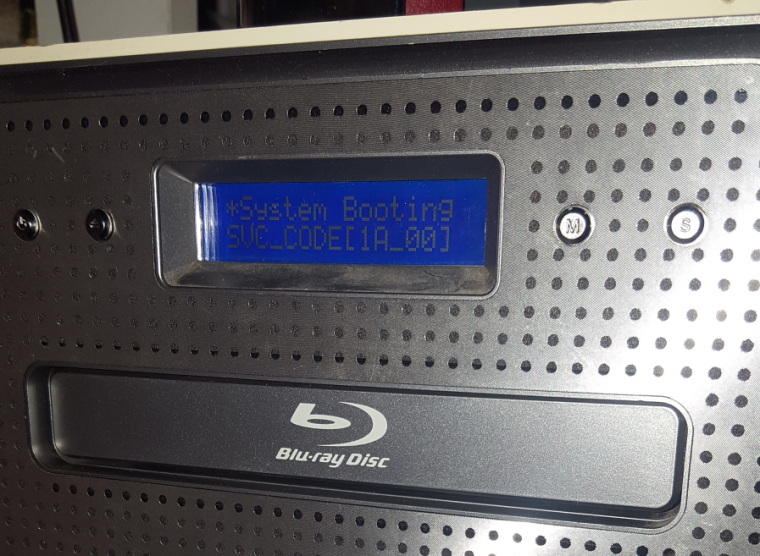 *System Booting
SVC_CODE[1A_00]
M
S
Blu-ray Disc